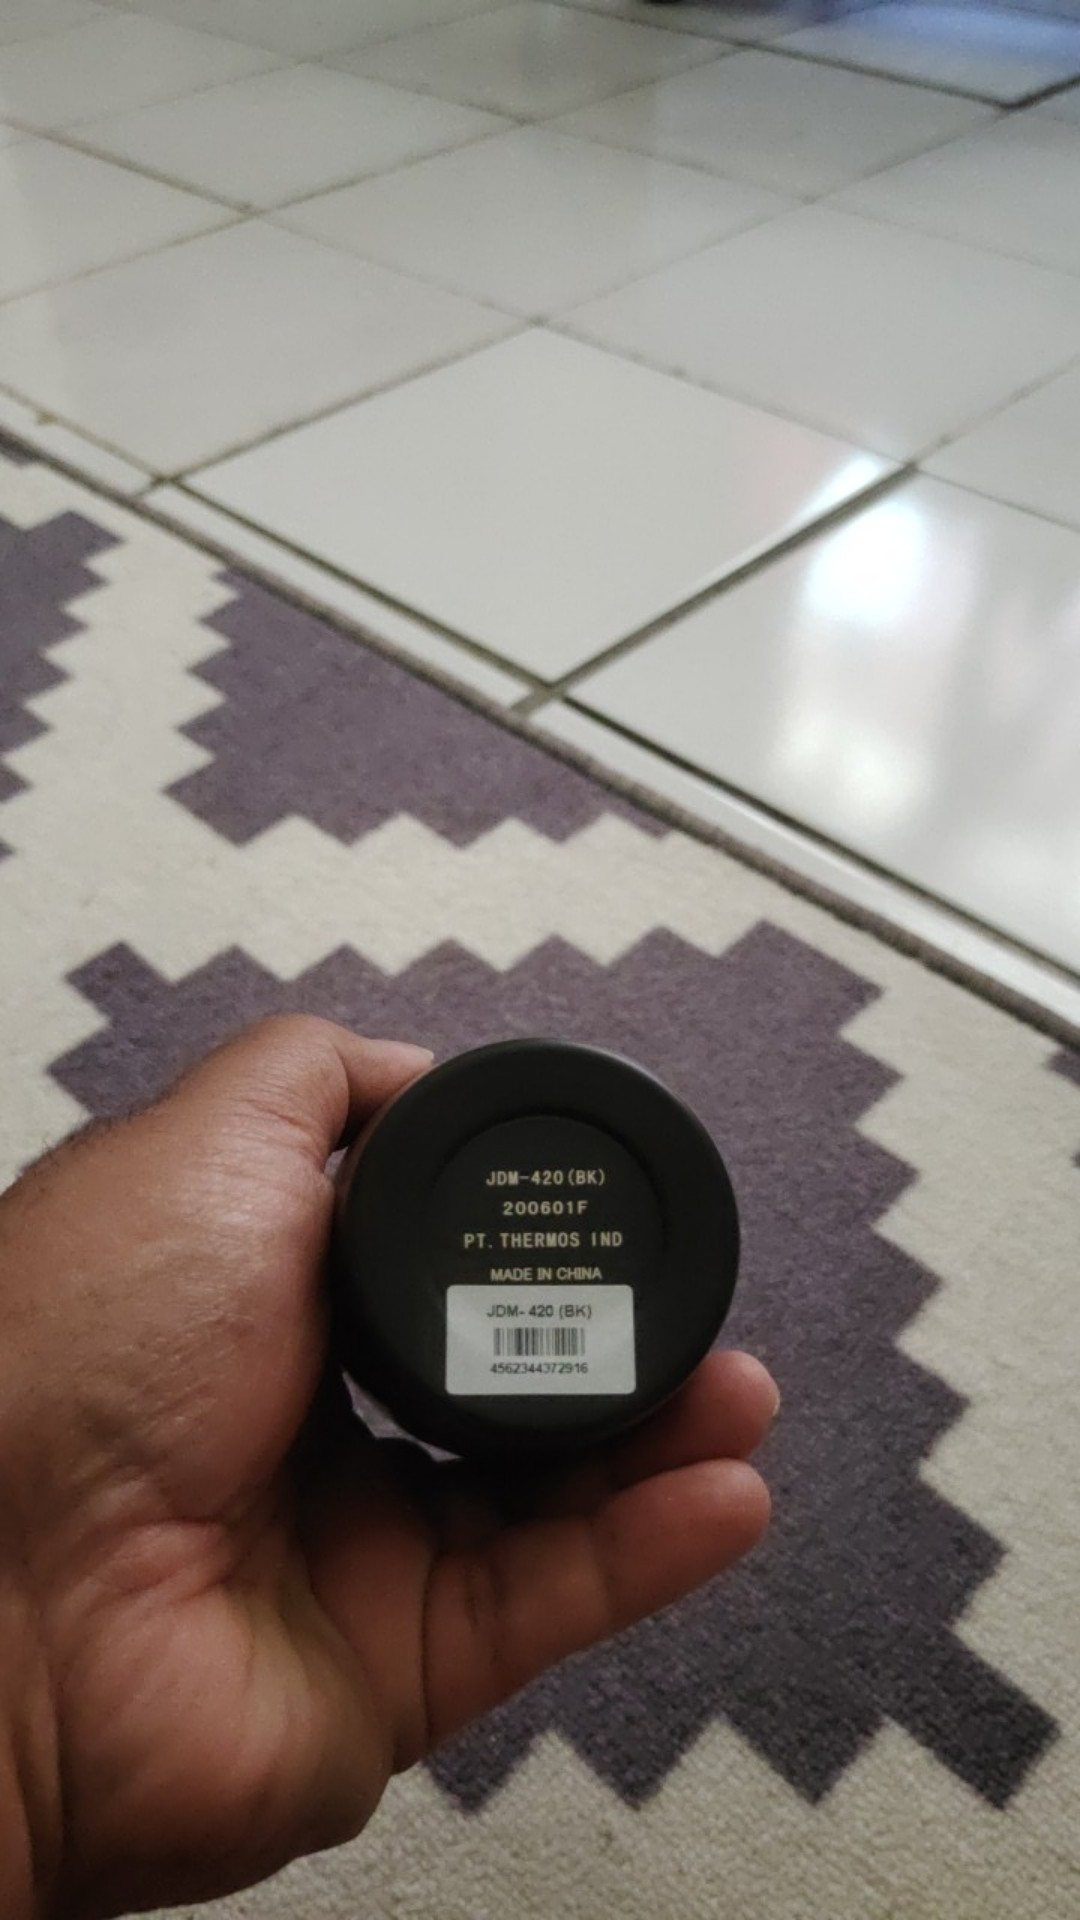 JDM-420(BK)
200601F
PT. THERMOS IND
MADE IN CHINA
JDM- 420 (BK)
4562344372916